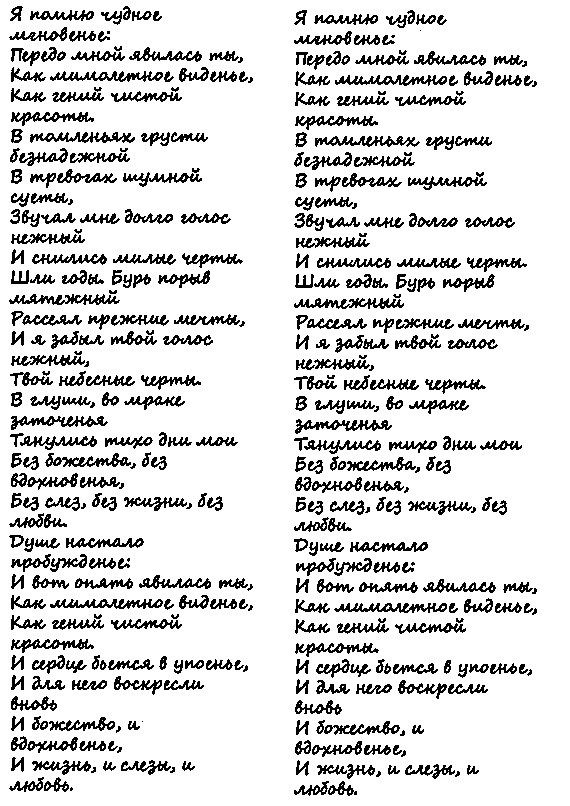 Я помню чудное
мгновенье:
Передо мной явилась ты,
Как мимолетное виденье,
Как гений чистой
красоты.
В томленьях грусти
безнадежной
В тревогах шумной
суеты,
Звучал мне долго голос
нежный
И снились милые черты.
Шли годы. Бурь порыв
мятежный
Рассеял прежние мечты,
И я забыл твой голос
нежный,
Твой небесные черты.
В глуши, во мраке
заточенья
Тянулись тихо дни мои
Без божества, без
вдохновенья,
Без слез, без жизни, без
любви.
Душе настало
пробужденье:
И вот опять явилась ты,
Как мимолетное виденье,
Как гений чистой
красоты.
И сердце бьется в упоенье,
И для него воскресли
вновь
И божество, и
вдохновенье,
И жизнь, и слезы, и
любовь.
Я помню чудное
мгновенье:
Передо мной явилась ты,
Как мимолетное виденье,
Как гений чистой
красоты.
В томленьях грусти
безнадежной
В тревогах шумной
суеты,
Звучал мне долго голос
нежный
И снились милые черты.
Шли годы. Бурь порыв
мятежный
Рассеял прежние мечты,
И я забыл твой голос
нежный,
Твой небесные черты.
В глуши, во мраке
заточенья
Тянулись тихо дни мои
Без божества, без
вдохновенья,
Без слез, без жизни, без
любви.
Душе настало
пробужденье:
И вот опять явилась ты,
Как мимолетное виденье,
Как гений чистой
красоты.
И сердце бьется в упоенье,
И для него воскресли
вновь
И божество, и
вдохновенье,
И жизнь, и слезы, и
любовь.